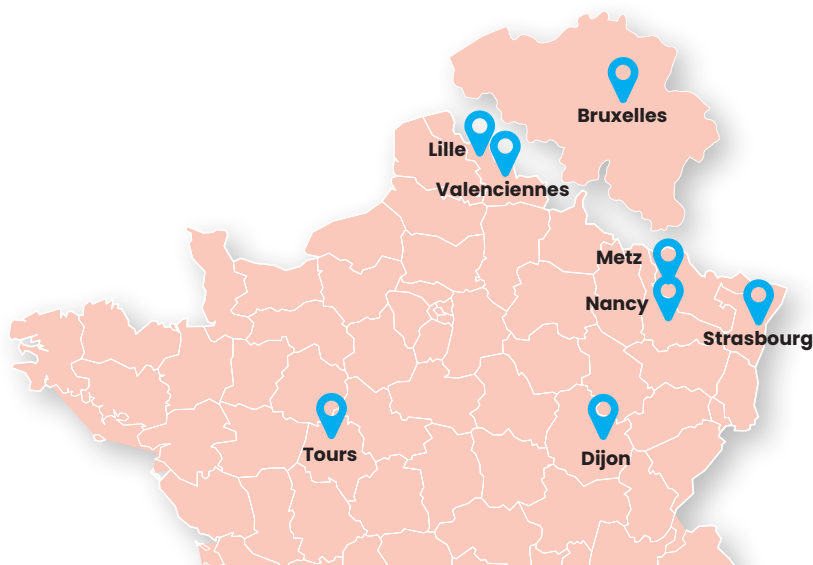 Bruxelles
Lille
Valenciennes
Metz
Nancy
Strasbourg
Tours
Dijon